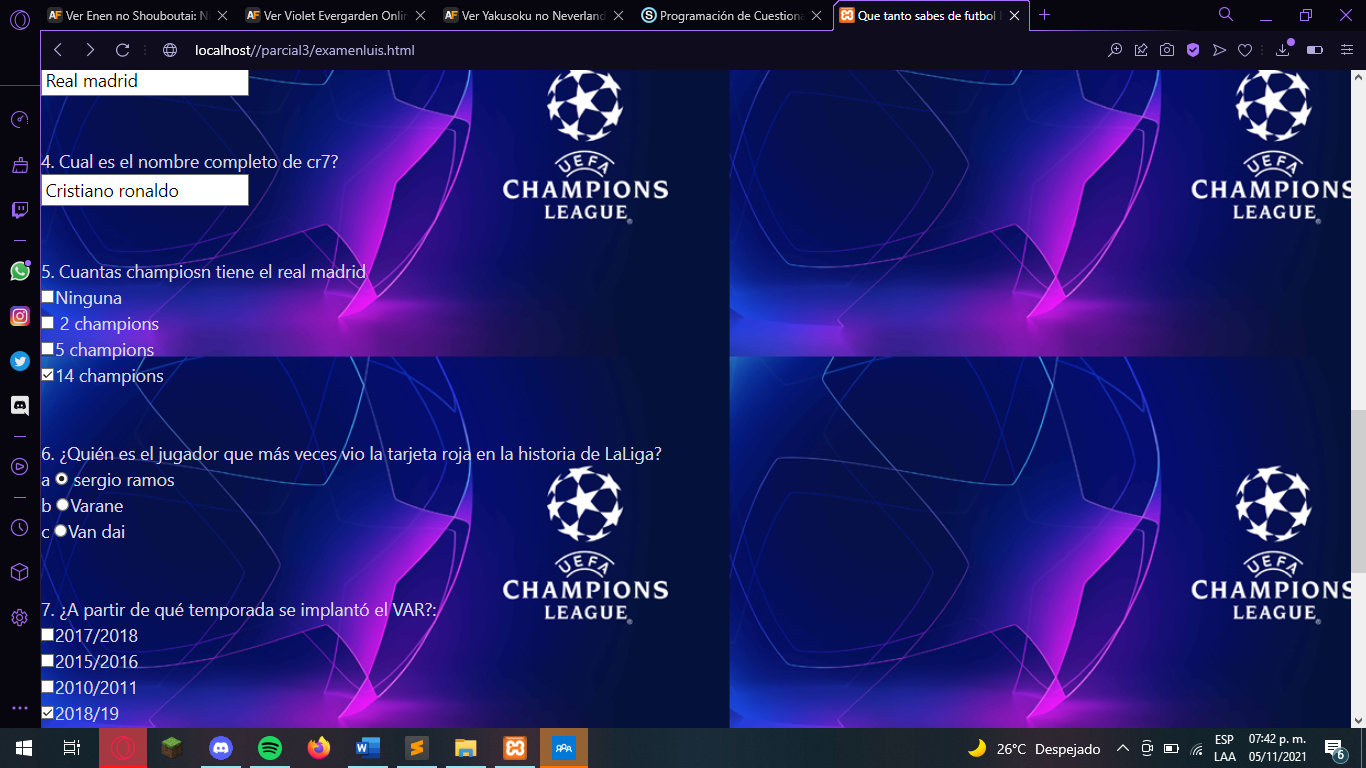 Ver Enen no Shouboutai: N
Ver Violet Evergarden Onlin
Ver Yakusoku no Neverland
Programación de Cuestiona
Que tanto sabes de futbol
localhost//parcial3/examenluis.html
Real madrid
4. Cual es el nombre completo de cr7?
Cristiano ronaldo
5. Cuantas champiosn tiene el real madrid
Ninguna
2 champions
5 champions
14 champions
6. ¿Quién es el jugador que más veces vio la tarjeta roja en la historia de LaLiga?
a sergio ramos
b Varane
c Van dai
7. ¿A partir de qué temporada se implantó el VAR?:
2017/2018
2015/2016
2010/2011
2018/19
UEFA
CHAMPIONS
LEAGUE
UEFA
CHAMPIONS
LEAGUE
UEFA
CHAMPIONS
LEAGUE
UEFA
CHAMPIONS
LEAGUE
26°C Despejado
ESP
LAA
07:42 p. m.
05/11/2021
6